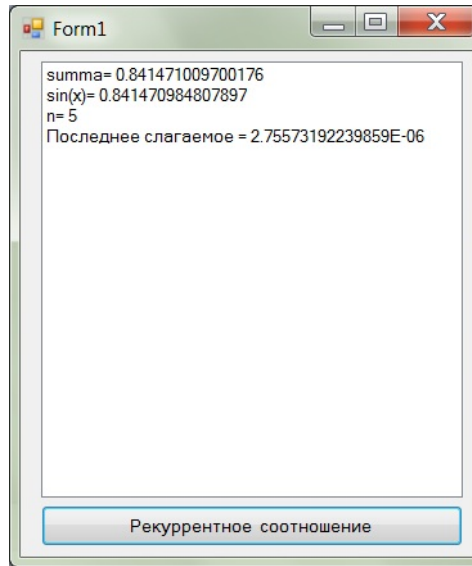 Form1
summa= 0.841471009700176
sin(x)= 0.841470984807897
n= 5
Последнее слагаемое = 2.75573192239859E-06
Рекуррентное соотношение